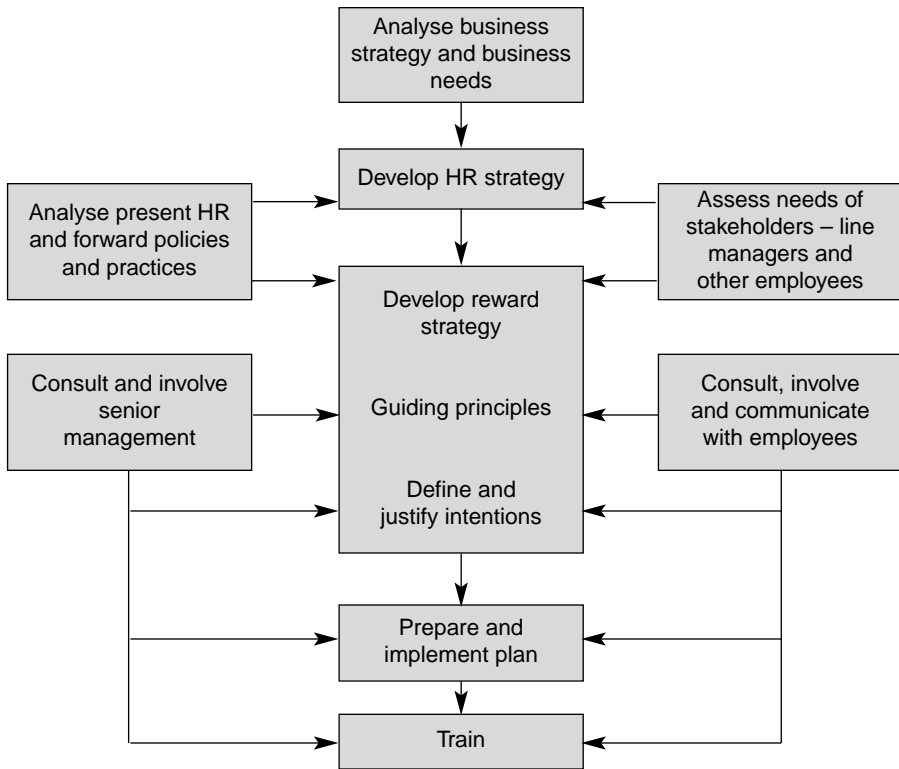 Analyse business
strategy and business
needs
Develop HR strategy
Analyse present HR
and forward policies
and practices
Assess needs of
stakeholders – line
managers and
other employees
Develop reward
strategy
Consult and involve
senior
management
Guiding principles
Consult, involve
and communicate
with employees
Define and
justify intentions
Prepare and
implement plan
Train